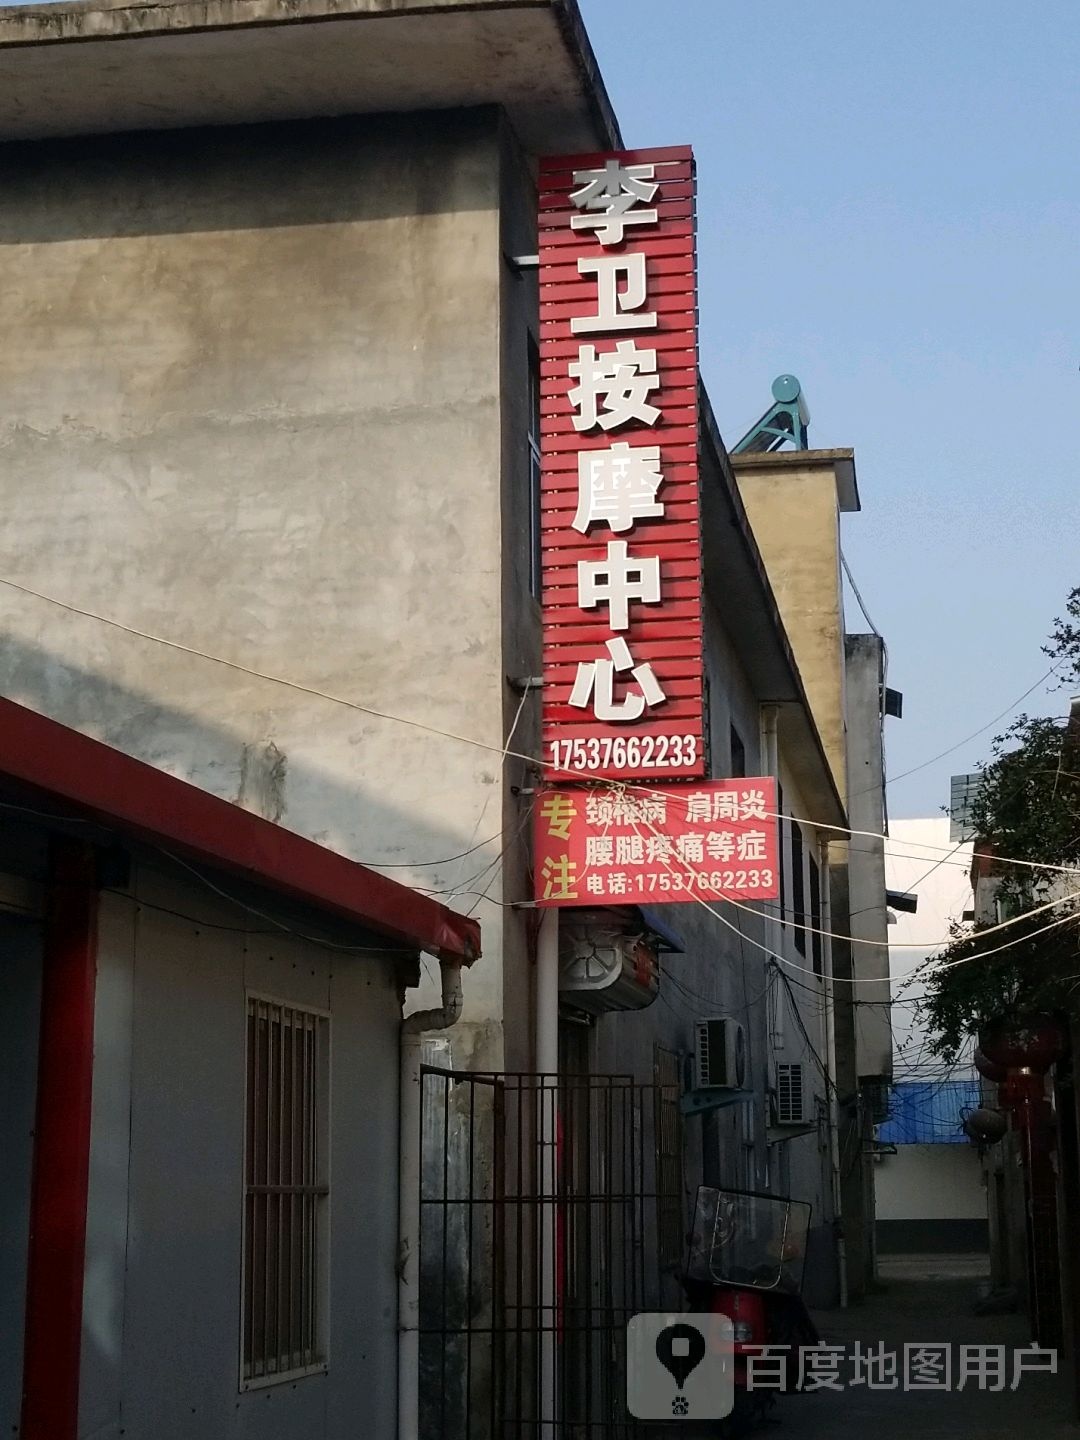 李卫按摩中心
17537662233
专注
颈椎病 肩周炎
腰腿疼痛等症
电话:17537662233
百度地图用户